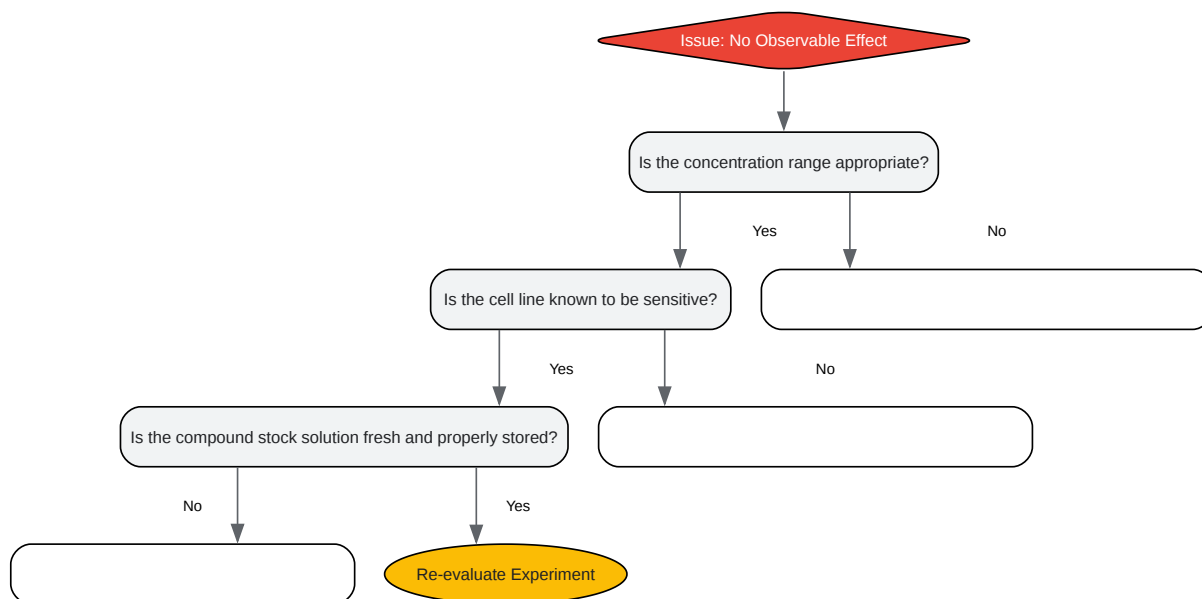 Issue: No Observable Effect
Is the concentration range appropriate?
Yes
No
Is the cell line known to be sensitive?
Yes
No
Is the compound stock solution fresh and properly stored?
No
Yes
Re-evaluate Experiment